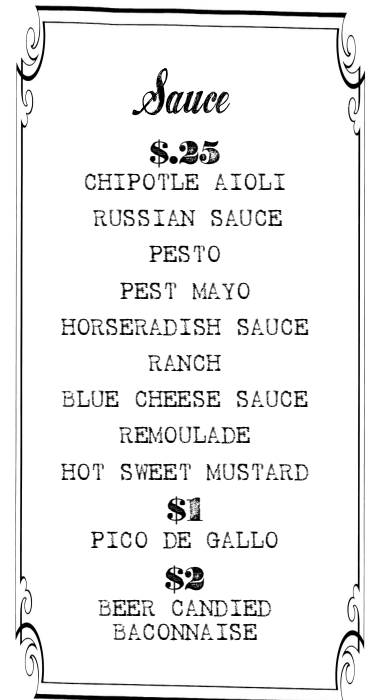 Sauce
$.25
CHIPOTLE AIOLI
RUSSIAN SAUCE
PESTO
PEST MAYO
HORSERADISH SAUCE
RANCH
BLUE CHEESE SAUCE
REMOULADE
HOT SWEET MUSTARD
$1
PICO DE GALLO
$2
BEER CANDIED
BACONNAISE